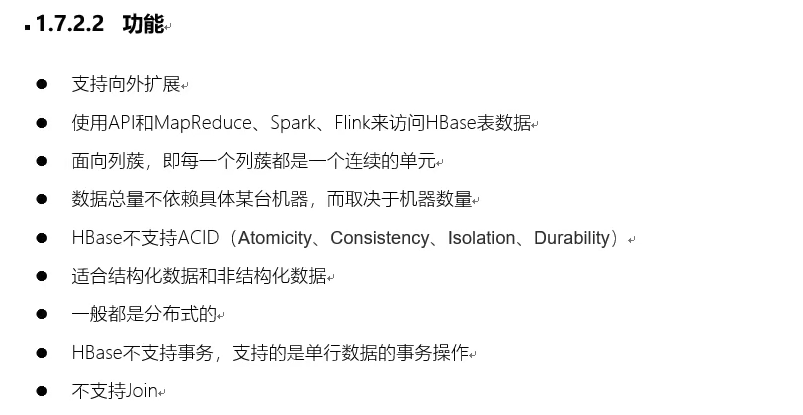 1.7.2.2 功能
● 支持向外扩展
● 使用API和MapReduce、Spark、Flink来访问HBase表数据
● 面向列蔟，即每一个列蔟都是一个连续的单元
● 数据总量不依赖具体某台机器，而取决于机器数量
● HBase不支持ACID（Atomicity、Consistency、Isolation、Durability）
● 适合结构化数据和非结构化数据
● 一般都是分布式的
● HBase不支持事务，支持的是单行数据的事务操作
● 不支持Join